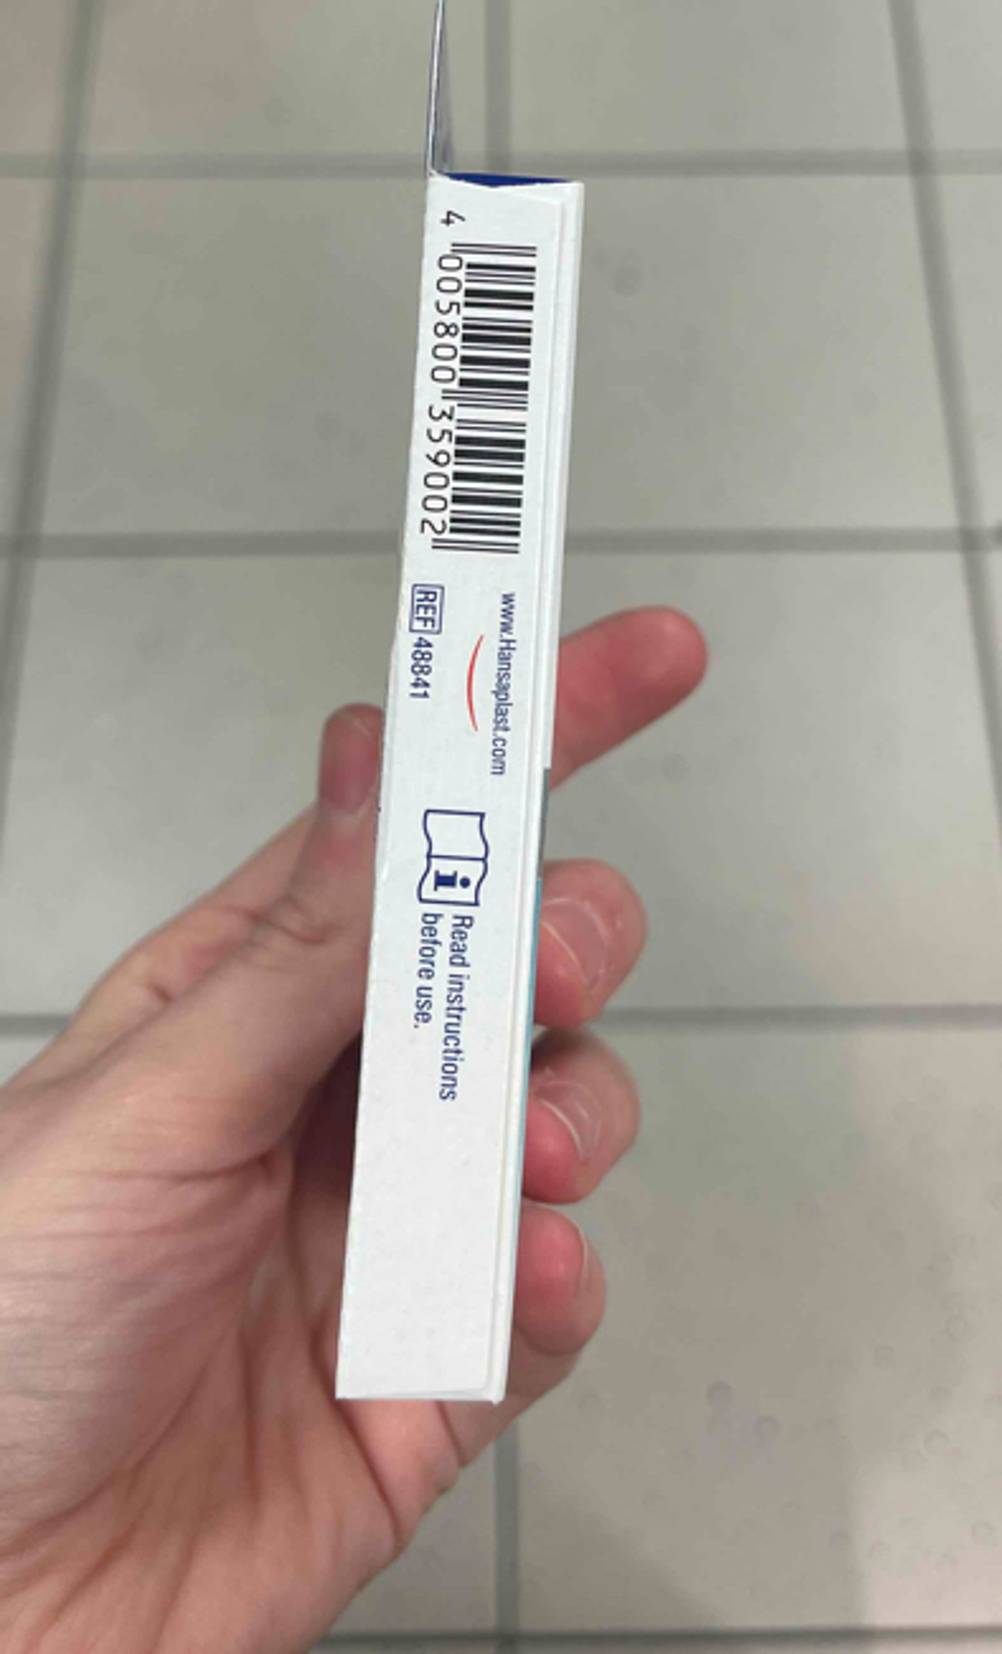 4 005800 359002
www.Hansaplast.com
REF 48841
i
Read instructions
before use.